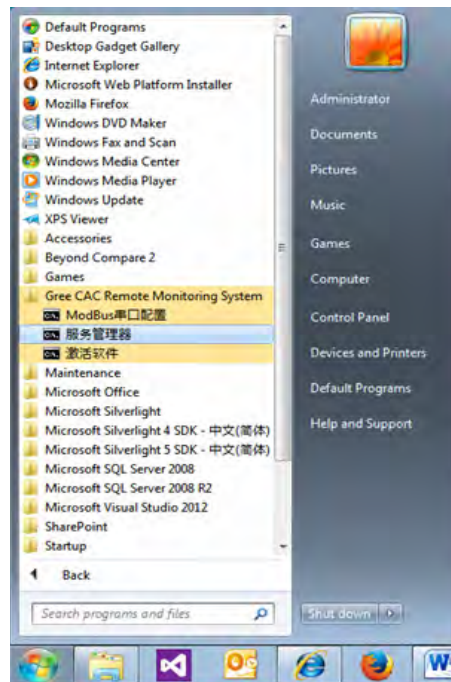 Default Programs
Desktop Gadget Gallery
Internet Explorer
Microsoft Web Platform Installer
Mozilla Firefox
Windows DVD Maker
Windows Fax and Scan
Windows Media Center
Windows Media Player
Windows Update
XPS Viewer
Accessories
Beyond Compare 2
Games
Gree CAC Remote Monitoring System
ModBus串口配置
服务管理器
激活软件
Maintenance
Microsoft Office
Microsoft Silverlight
Microsoft Silverlight 4 SDK - 中文(简体)
Microsoft Silverlight 5 SDK - 中文(简体)
Microsoft SQL Server 2008
Microsoft SQL Server 2008 R2
Microsoft Visual Studio 2012
SharePoint
Startup
Back
Search programs and files
Administrator
Documents
Pictures
Music
Games
Computer
Control Panel
Devices and Printers
Default Programs
Help and Support
Shut down